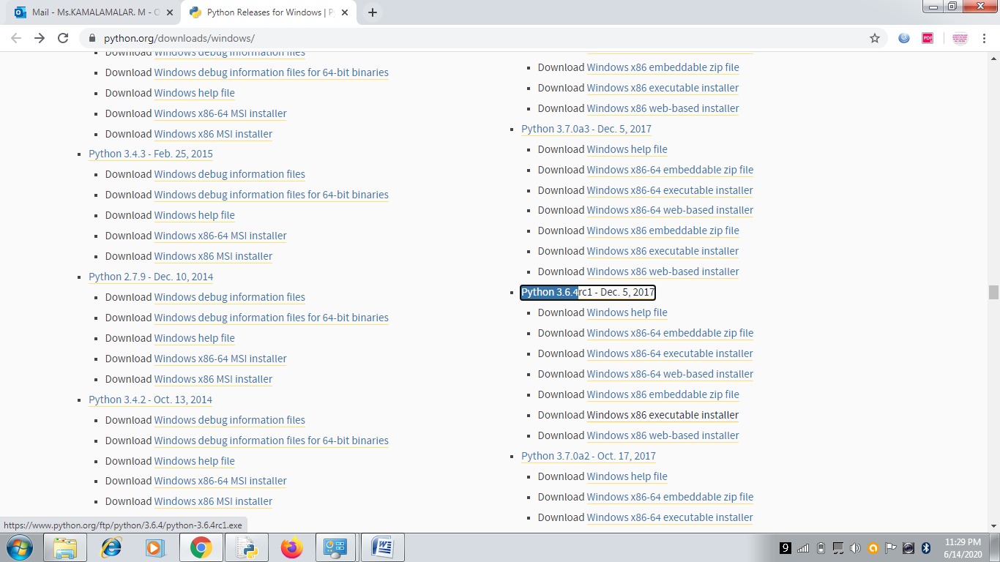 Mail - Ms.KAMALAMALAR. M - O
Python Releases for Windows | Py
python.org/downloads/windows/
PDF
Download Windows debug information files
Download Windows debug information files for 64-bit binaries
Download Windows help file
Download Windows x86-64 MSI installer
Download Windows x86 MSI installer
Python 3.4.3 - Feb. 25, 2015
Download Windows debug information files
Download Windows debug information files for 64-bit binaries
Download Windows help file
Download Windows x86-64 MSI installer
Download Windows x86 MSI installer
Python 2.7.9 - Dec. 10, 2014
Download Windows debug information files
Download Windows debug information files for 64-bit binaries
Download Windows help file
Download Windows x86-64 MSI installer
Download Windows x86 MSI installer
Python 3.4.2 - Oct. 13, 2014
Download Windows debug information files
Download Windows debug information files for 64-bit binaries
Download Windows help file
Download Windows x86-64 MSI installer
Download Windows x86 MSI installer
Download Windows x86 embeddable zip file
Download Windows x86 executable installer
Download Windows x86 web-based installer
Python 3.7.0a3 - Dec. 5, 2017
Download Windows help file
Download Windows x86-64 embeddable zip file
Download Windows x86-64 executable installer
Download Windows x86-64 web-based installer
Download Windows x86 embeddable zip file
Download Windows x86 executable installer
Download Windows x86 web-based installer
Python 3.6.4rc1 - Dec. 5, 2017
Download Windows help file
Download Windows x86-64 embeddable zip file
Download Windows x86-64 executable installer
Download Windows x86-64 web-based installer
Download Windows x86 embeddable zip file
Download Windows x86 executable installer
Download Windows x86 web-based installer
Python 3.7.0a2 - Oct. 17, 2017
Download Windows help file
Download Windows x86-64 embeddable zip file
Download Windows x86-64 executable installer
https://www.python.org/ftp/python/3.6.4/python-3.6.4rc1.exe
9
11:29 PM
6/14/2020